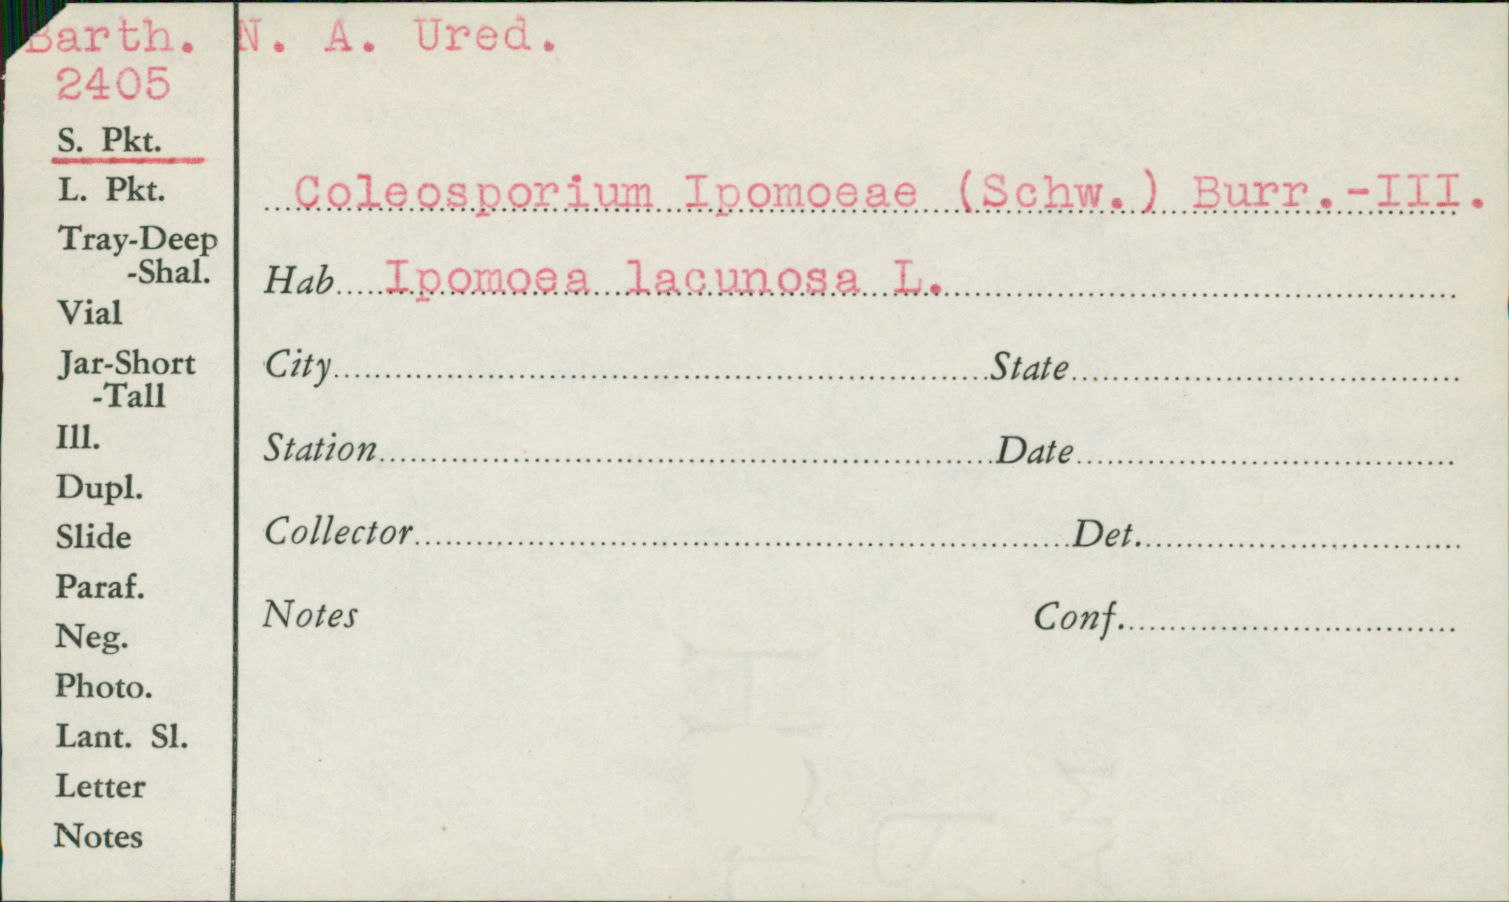 Barth. N. A. Ured.
2405
S. Pkt.
L. Pkt.
Tray-Deep
-Shal.
Vial
Jar-Short
-Tall
Ill.
Dupl.
Slide
Paraf.
Neg.
Photo.
Lant. Sl.
Letter
Notes
Coleosporium Ipomoeae (Schw.) Burr.-III.
Hab Ipomoea lacunosa L.
City State
Station Date
Collector Det.
Notes Conf.